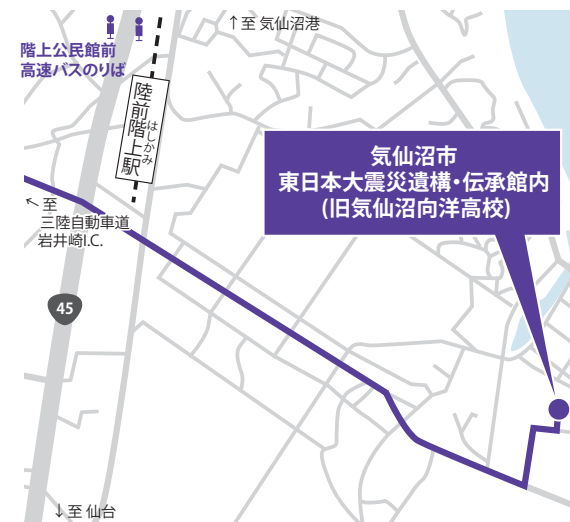 ↑至 気仙沼港
階上公民館前
高速バスのりば
陸前階上駅
はしかみ
気仙沼市
東日本大震災遺構・伝承館内
(旧気仙沼向洋高校)
↖至
三陸自動車道
岩井崎I.C.
45
↓至 仙台